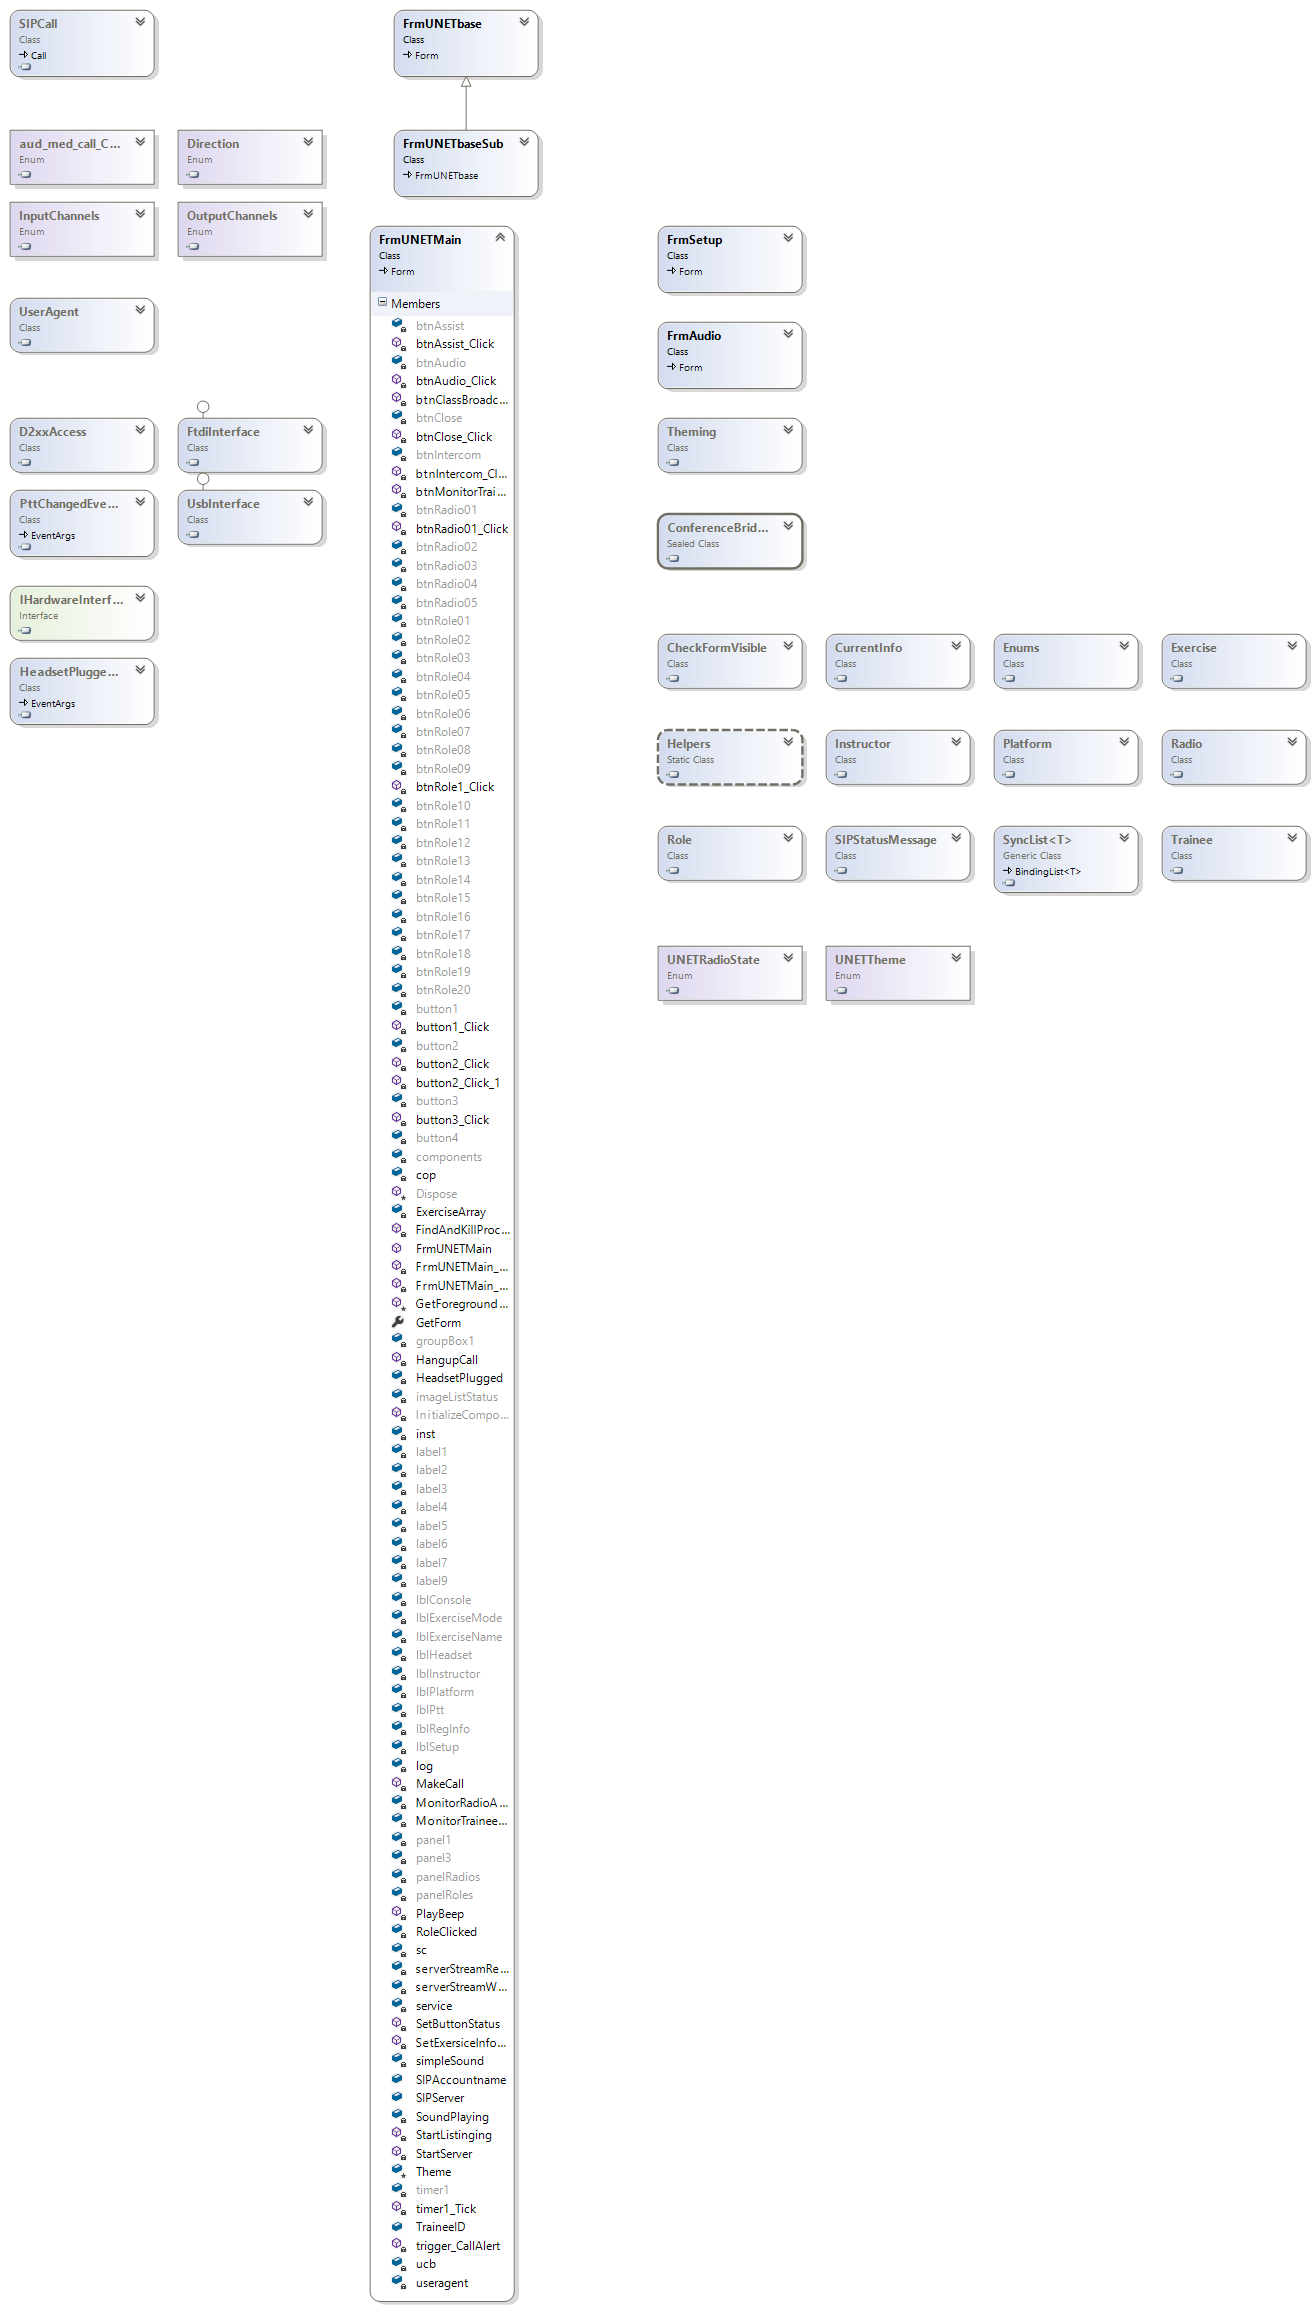 SIPCall
Class
Call
FrmUNETbase
Class
Form
aud_med_call_C...
Enum
Direction
Enum
FrmUNETbaseSub
Class
FrmUNETbase
InputChannels
Enum
OutputChannels
Enum
UserAgent
Class
D2xxAccess
Class
FtdiInterface
Class
PttChangedEve...
Class
EventArgs
UsbInterface
Class
IHardwareInterf...
Interface
HeadsetPlugge...
Class
EventArgs
FrmUNETMain
Class
Form
Members
btnAssist
btnAssist_Click
btnAudio
btnAudio_Click
btnClassBroadc...
btnClose
btnClose_Click
btnIntercom
btnIntercom_Cl...
btnMonitorTrai...
btnRadio01
btnRadio01_Click
btnRadio02
btnRadio03
btnRadio04
btnRadio05
btnRole01
btnRole02
btnRole03
btnRole04
btnRole05
btnRole06
btnRole07
btnRole08
btnRole09
btnRole1_Click
btnRole10
btnRole11
btnRole12
btnRole13
btnRole14
btnRole15
btnRole16
btnRole17
btnRole18
btnRole19
btnRole20
button1
button1_Click
button2
button2_Click
button2_Click_1
button3
button3_Click
button4
components
cop
Dispose
ExerciseArray
FindAndKillProc...
FrmUNETMain
FrmUNETMain_...
FrmUNETMain_...
GetForeground...
GetForm
groupBox1
HangupCall
HeadsetPlugged
imageListStatus
InitializeCompo...
inst
label1
label2
label3
label4
label5
label6
label7
label9
lblConsole
lblExerciseMode
lblExerciseName
lblHeadset
lblInstructor
lblPlatform
lblPtt
lblRegInfo
lblSetup
log
MakeCall
MonitorRadioA...
MonitorTrainee...
panel1
panel3
panelRadios
panelRoles
PlayBeep
RoleClicked
sc
serverStreamRe...
serverStreamW...
service
SetButtonStatus
SetExersiceInfo...
simpleSound
SIPAccountname
SIPServer
SoundPlaying
StartListinging
StartServer
Theme
timer1
timer1_Tick
TraineeID
trigger_CallAlert
ucb
useragent
FrmSetup
Class
Form
FrmAudio
Class
Form
Theming
Class
ConferenceBrid...
Sealed Class
CheckFormVisible
Class
CurrentInfo
Class
Enums
Class
Exercise
Class
Helpers
Static Class
Instructor
Class
Platform
Class
Radio
Class
Role
Class
SIPStatusMessage
Class
SyncList<T>
Generic Class
BindingList<T>
Trainee
Class
UNETRadioState
Enum
UNETTheme
Enum